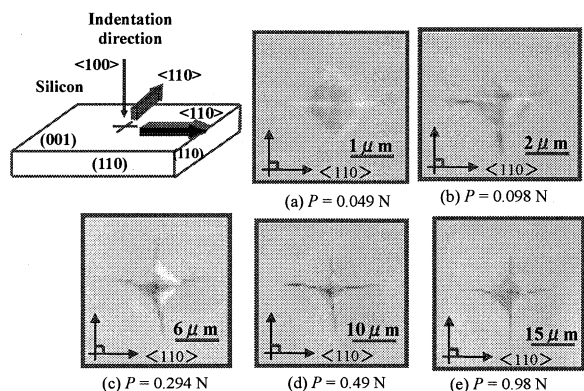 Indentation
direction
<100>
<110>
Silicon
<110>
(001)
(110)
(110)
1 μ m
<110>
(a) P = 0.049 N
2 μ m
<110>
(b) P = 0.098 N
6 μ m
<110>
(c) P = 0.294 N
10 μ m
<110>
(d) P = 0.49 N
15 μ m
<110>
(e) P = 0.98 N